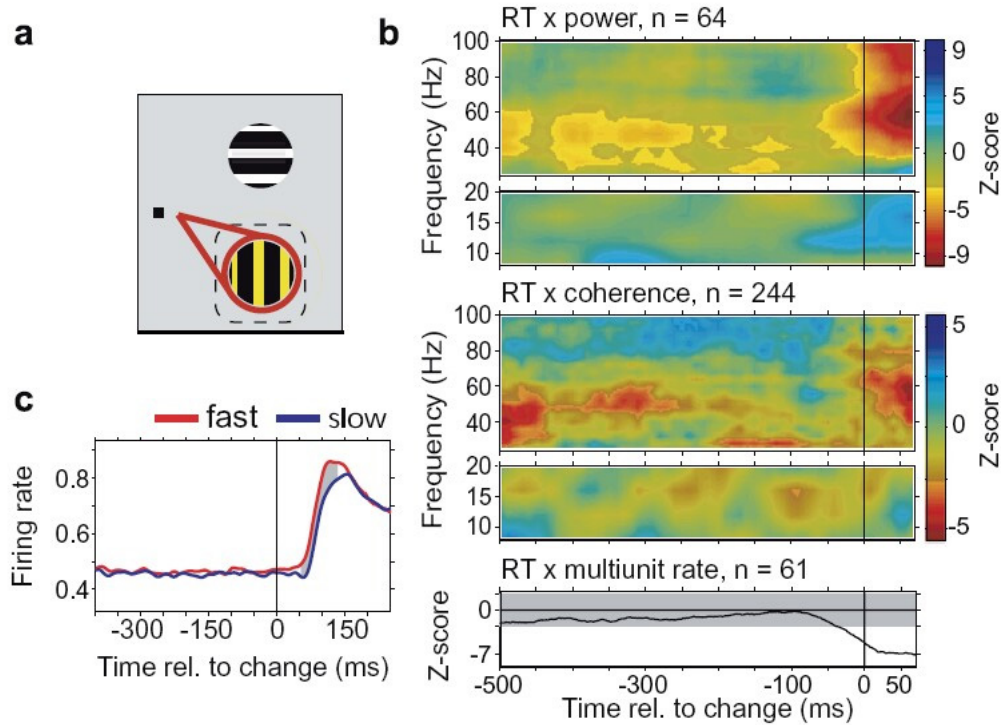 a
b
RT x power, n = 64
Frequency (Hz)
100
80
60
40
20
15
10
9
5
0
-5
-9
Z-score
RT x coherence, n = 244
Frequency (Hz)
100
80
60
40
20
15
10
5
0
-5
Z-score
c
fast slow
Firing rate
0.8
0.6
0.4
-300 -150 0 150
Time rel. to change (ms)
RT x multiunit rate, n = 61
Z-score
0
-7
-500 -300 -100 0 50
Time rel. to change (ms)